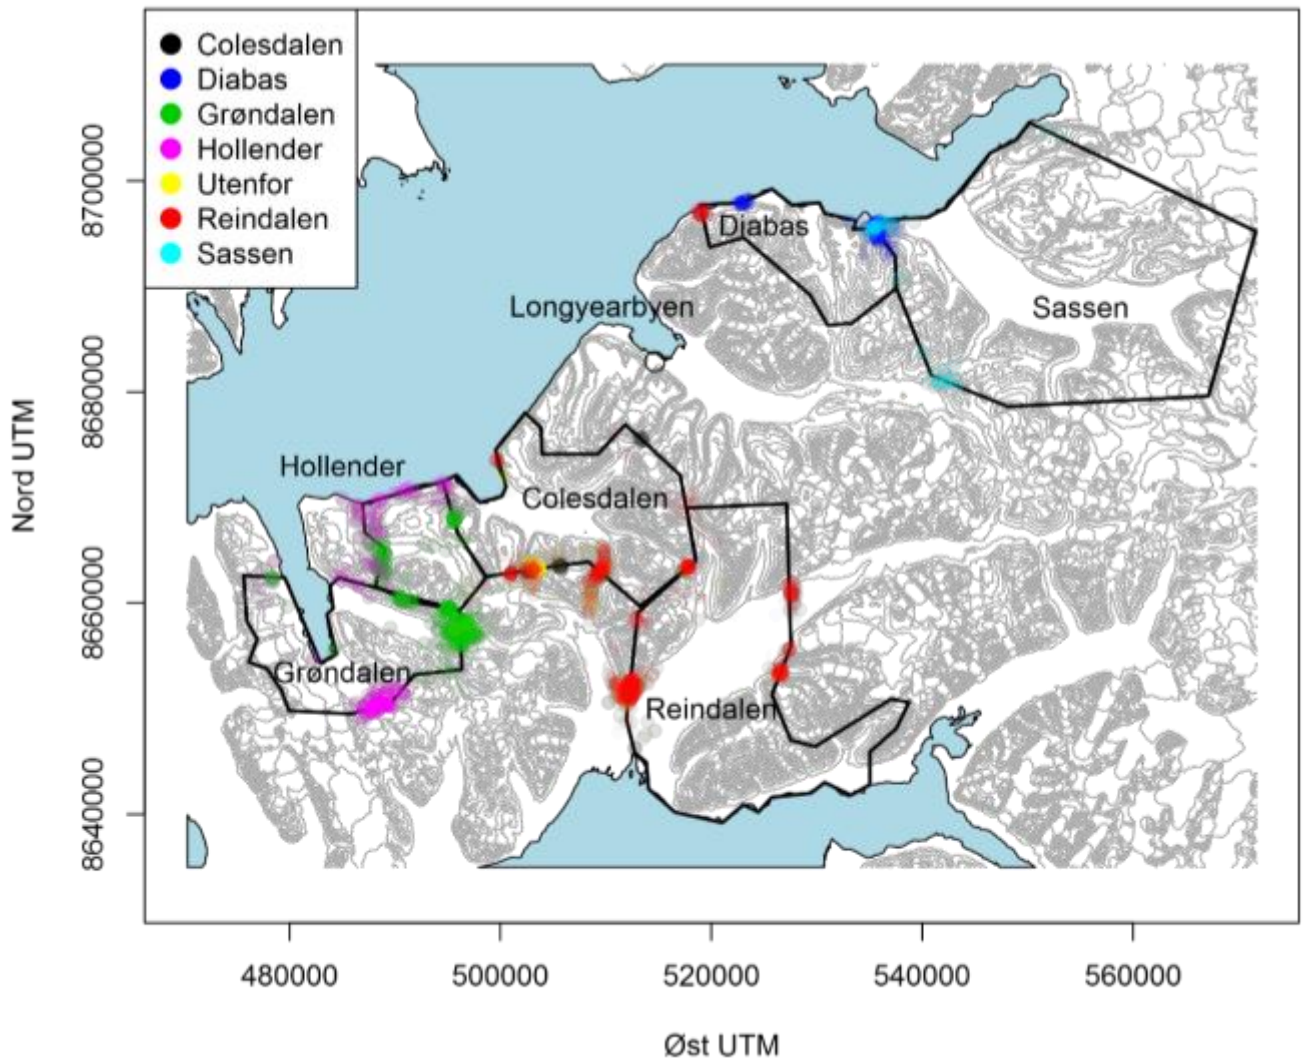 Colesdalen
Diabas
Grøndalen
Hollender
Utenfor
Reindalen
Sassen
Diabas
Longyearbyen
Sassen
Hollender
Colesdalen
Grøndalen
Reindalen
8700000
8680000
8660000
8640000
Nord UTM
480000 500000 520000 540000 560000
Øst UTM